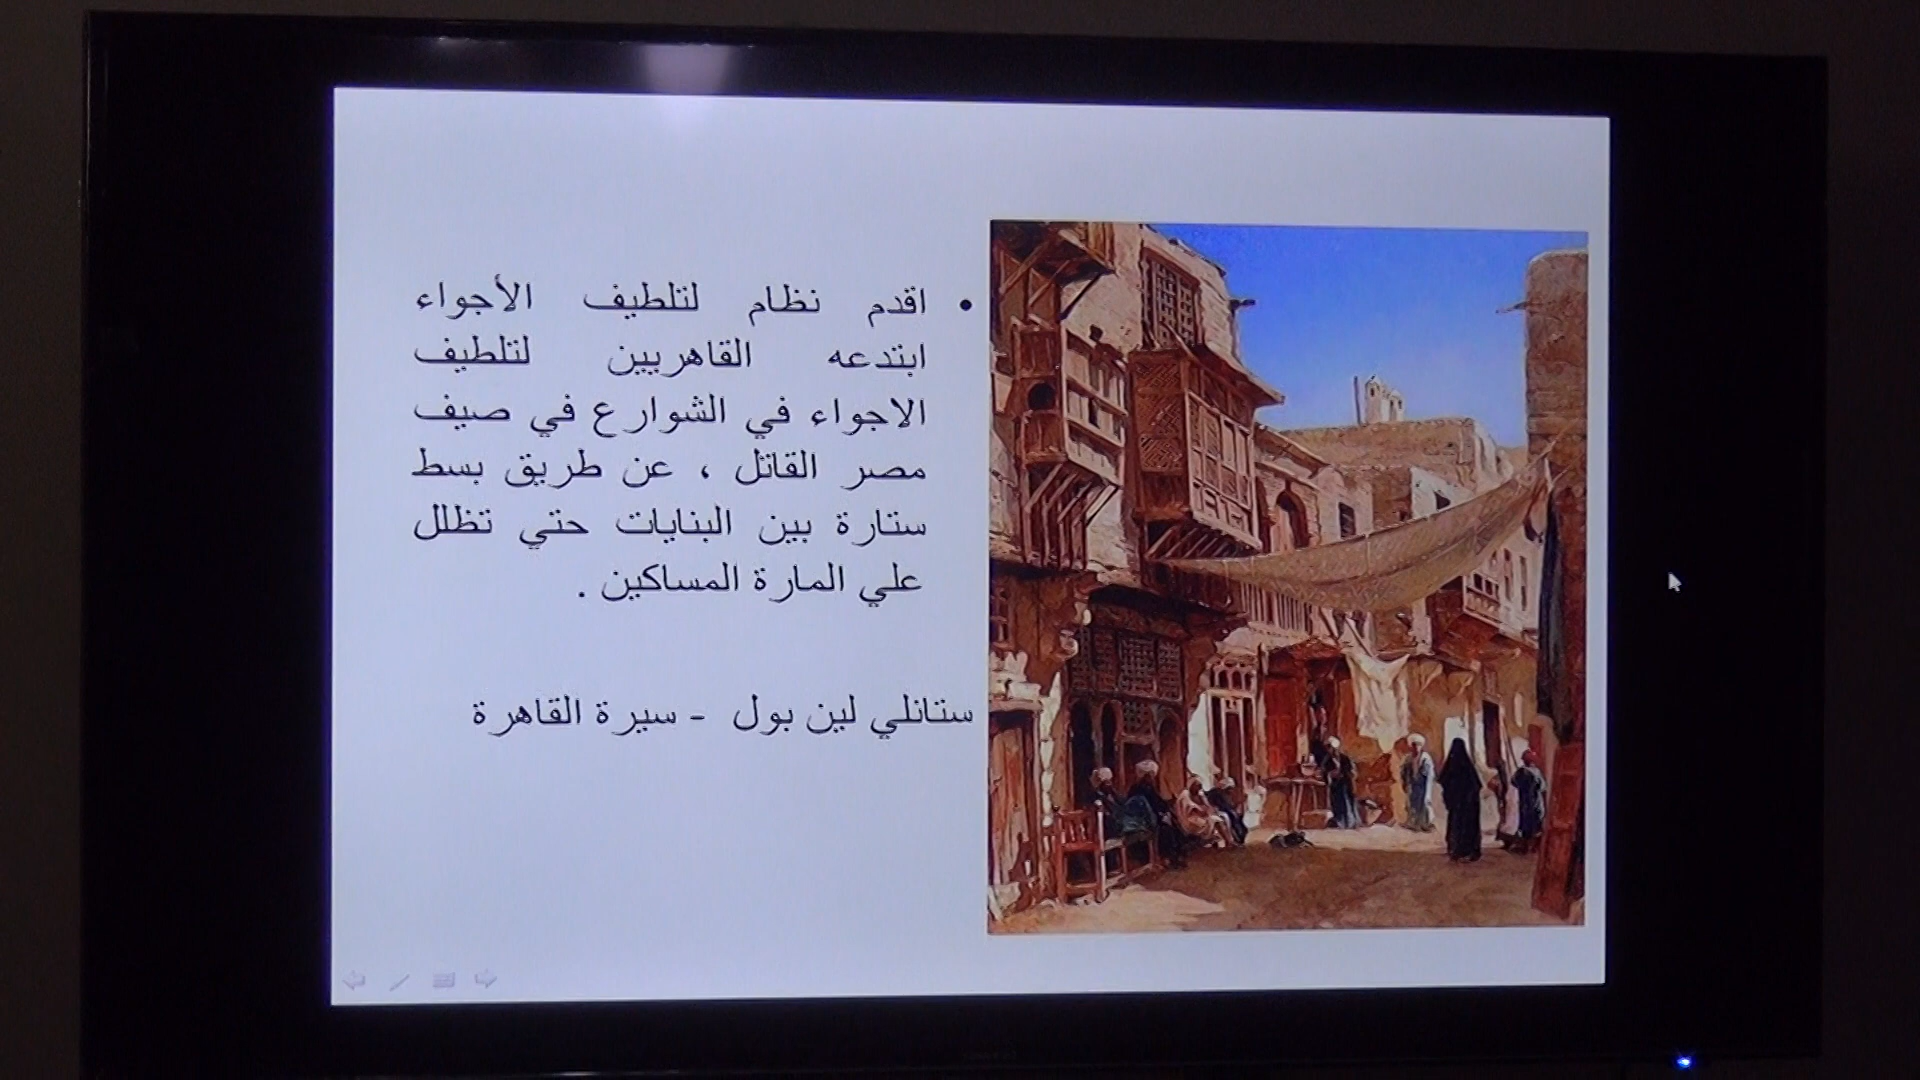 • اقدم نظام لتلطيف الأجواء
ابتدعه القاهريين لتلطيف
الاجواء في الشوارع في صيف
مصر القاتل ، عن طريق بسط
ستارة بين البنايات حتي تظلل
علي المارة المساكين .
ستانلي لين بول - سيرة القاهرة